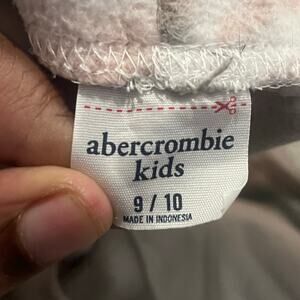 abercrombie
kids
9 / 10
MADE IN INDONESIA